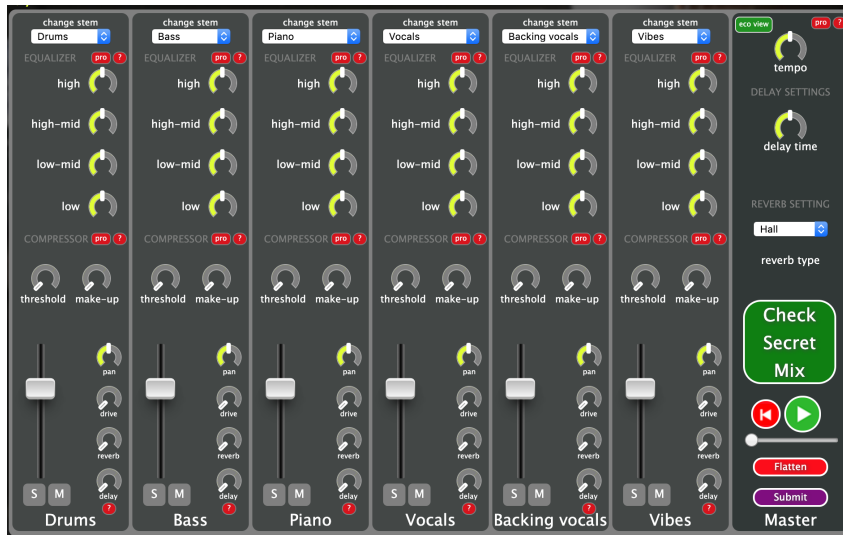 change stem
Drums
EQUALIZER pro ?
high
high-mid
low-mid
low
COMPRESSOR pro ?
threshold make-up
pan
drive
reverb
delay
S M
?
Drums
change stem
Bass
EQUALIZER pro ?
high
high-mid
low-mid
low
COMPRESSOR pro ?
threshold make-up
pan
drive
reverb
delay
S M
?
Bass
change stem
Piano
EQUALIZER pro ?
high
high-mid
low-mid
low
COMPRESSOR pro ?
threshold make-up
pan
drive
reverb
delay
S M
?
Piano
change stem
Vocals
EQUALIZER pro ?
high
high-mid
low-mid
low
COMPRESSOR pro ?
threshold make-up
pan
drive
reverb
delay
S M
?
Vocals
change stem
Backing vocals
EQUALIZER pro ?
high
high-mid
low-mid
low
COMPRESSOR pro ?
threshold make-up
pan
drive
reverb
delay
S M
?
Backing vocals
change stem
Vibes
EQUALIZER pro ?
high
high-mid
low-mid
low
COMPRESSOR pro ?
threshold make-up
pan
drive
reverb
delay
S M
?
Vibes
eco view pro ?
tempo
DELAY SETTINGS
delay time
REVERB SETTING
Hall
reverb type
Check
Secret
Mix
Flatten
Submit
Master